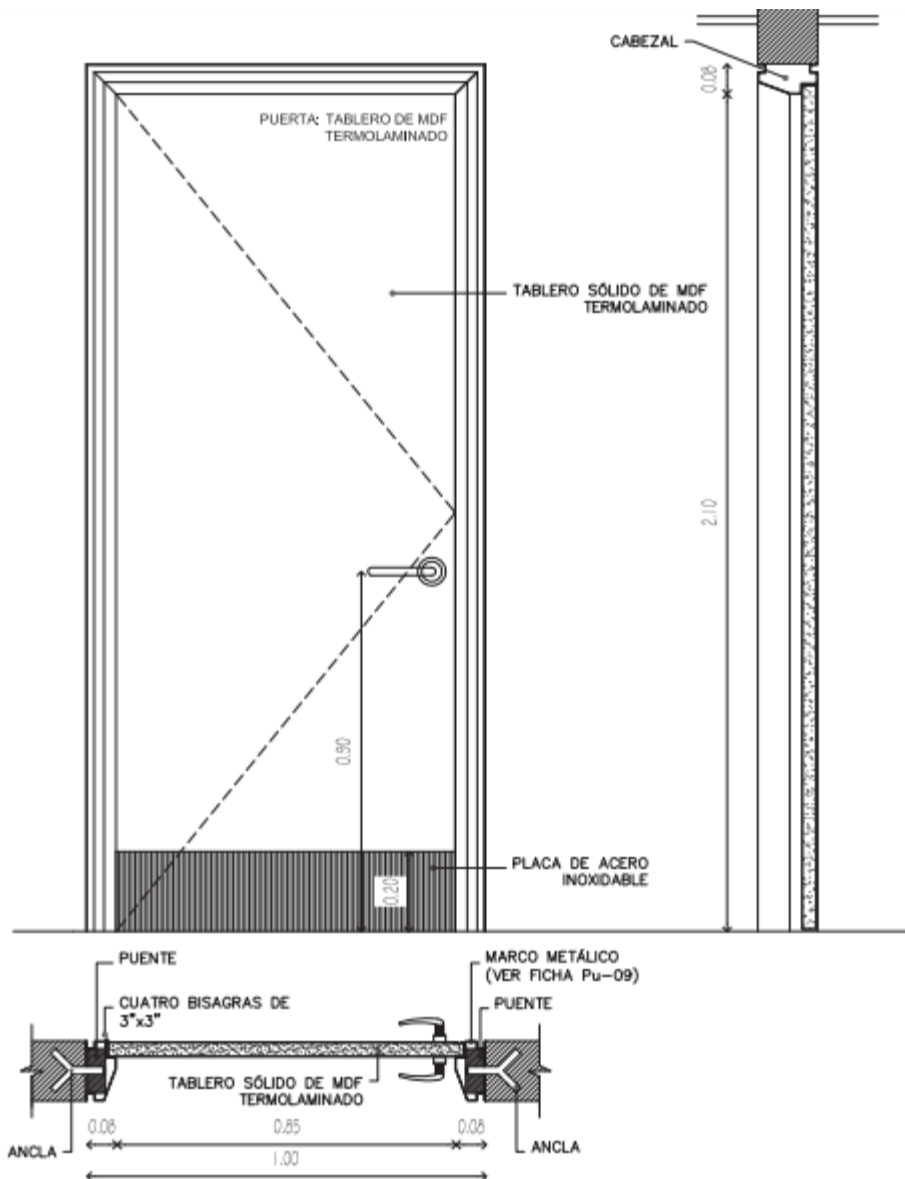 CABEZAL
0.08
PUERTA: TABLERO DE MDF
TERMOLAMINADO
TABLERO SÓLIDO DE MDF
TERMOLAMINADO
2.10
0.90
PLACA DE ACERO
INOXIDABLE
0.20
PUENTE
MARCO METÁLICO
(VER FICHA Pu-09)
PUENTE
CUATRO BISAGRAS DE
3"x3"
TABLERO SÓLIDO DE MDF
TERMOLAMINADO
0.08
0.85
0.08
ANCLA
ANCLA
1.00